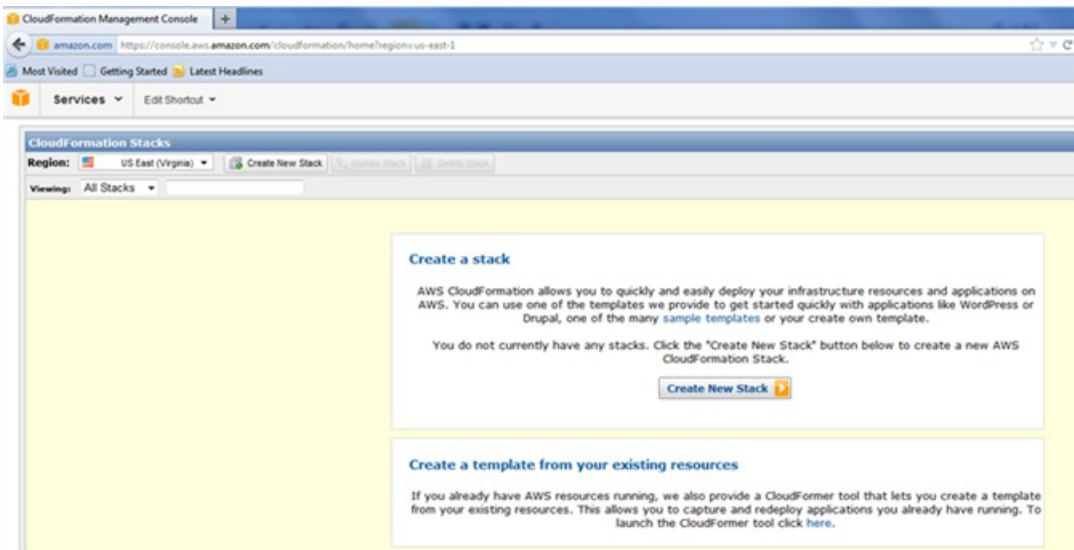 CloudFormation Management Console
+
amazon.com https://console.aws.amazon.com/cloudformation/home?region=us-east-1
Most Visited Getting Started Latest Headlines
Services Edit Shortcut
CloudFormation Stacks
Region: US East (Virginia) Create New Stack Update Stack Delete Stack
Viewing: All Stacks
Create a stack
AWS CloudFormation allows you to quickly and easily deploy your infrastructure resources and applications on
AWS. You can use one of the templates we provide to get started quickly with applications like WordPress or
Drupal, one of the many sample templates or your create own template.
You do not currently have any stacks. Click the "Create New Stack" button below to create a new AWS
CloudFormation Stack.
Create New Stack
Create a template from your existing resources
If you already have AWS resources running, we also provide a CloudFormer tool that lets you create a template
from your existing resources. This allows you to capture and redeploy applications you already have running. To
launch the CloudFormer tool click here.